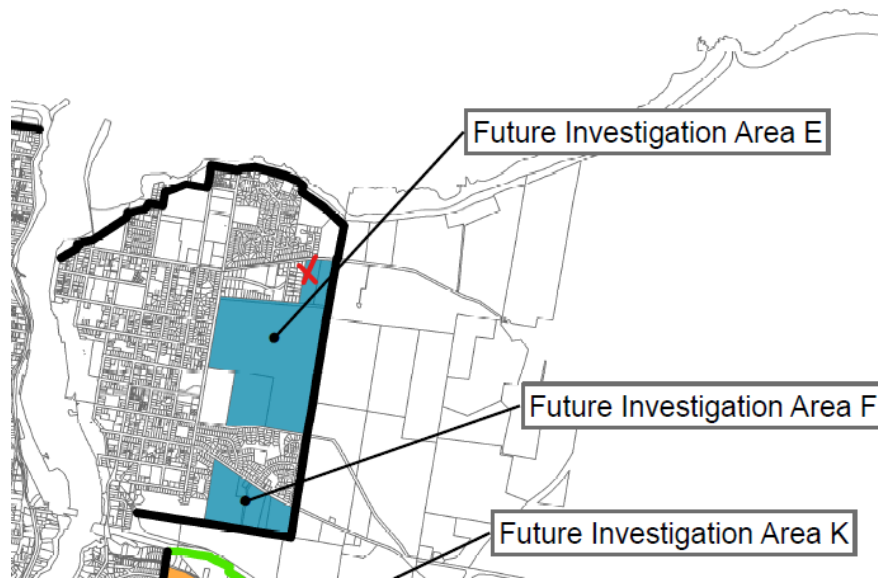 Future Investigation Area E
Future Investigation Area F
Future Investigation Area K